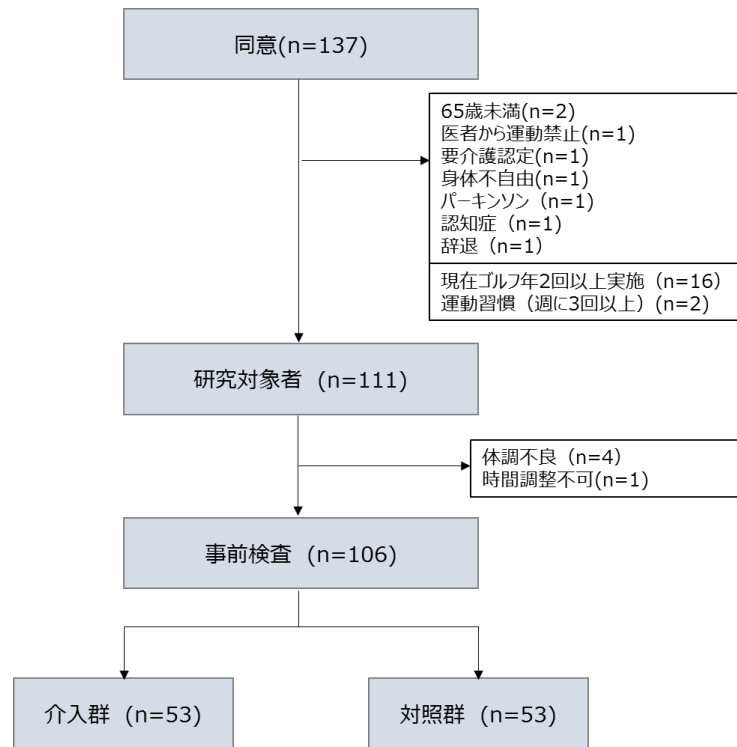 同意(n=137)
65歳未満(n=2)
医者から運動禁止(n=1)
要介護認定(n=1)
身体不自由(n=1)
パーキンソン（n=1)
認知症（n=1)
辞退（n=1）
現在ゴルフ年2回以上実施（n=16）
運動習慣（週に3回以上）(n=2)
研究対象者 (n=111)
体調不良（n=4）
時間調整不可(n=1)
事前検査 (n=106)
介入群 (n=53)
対照群 (n=53)